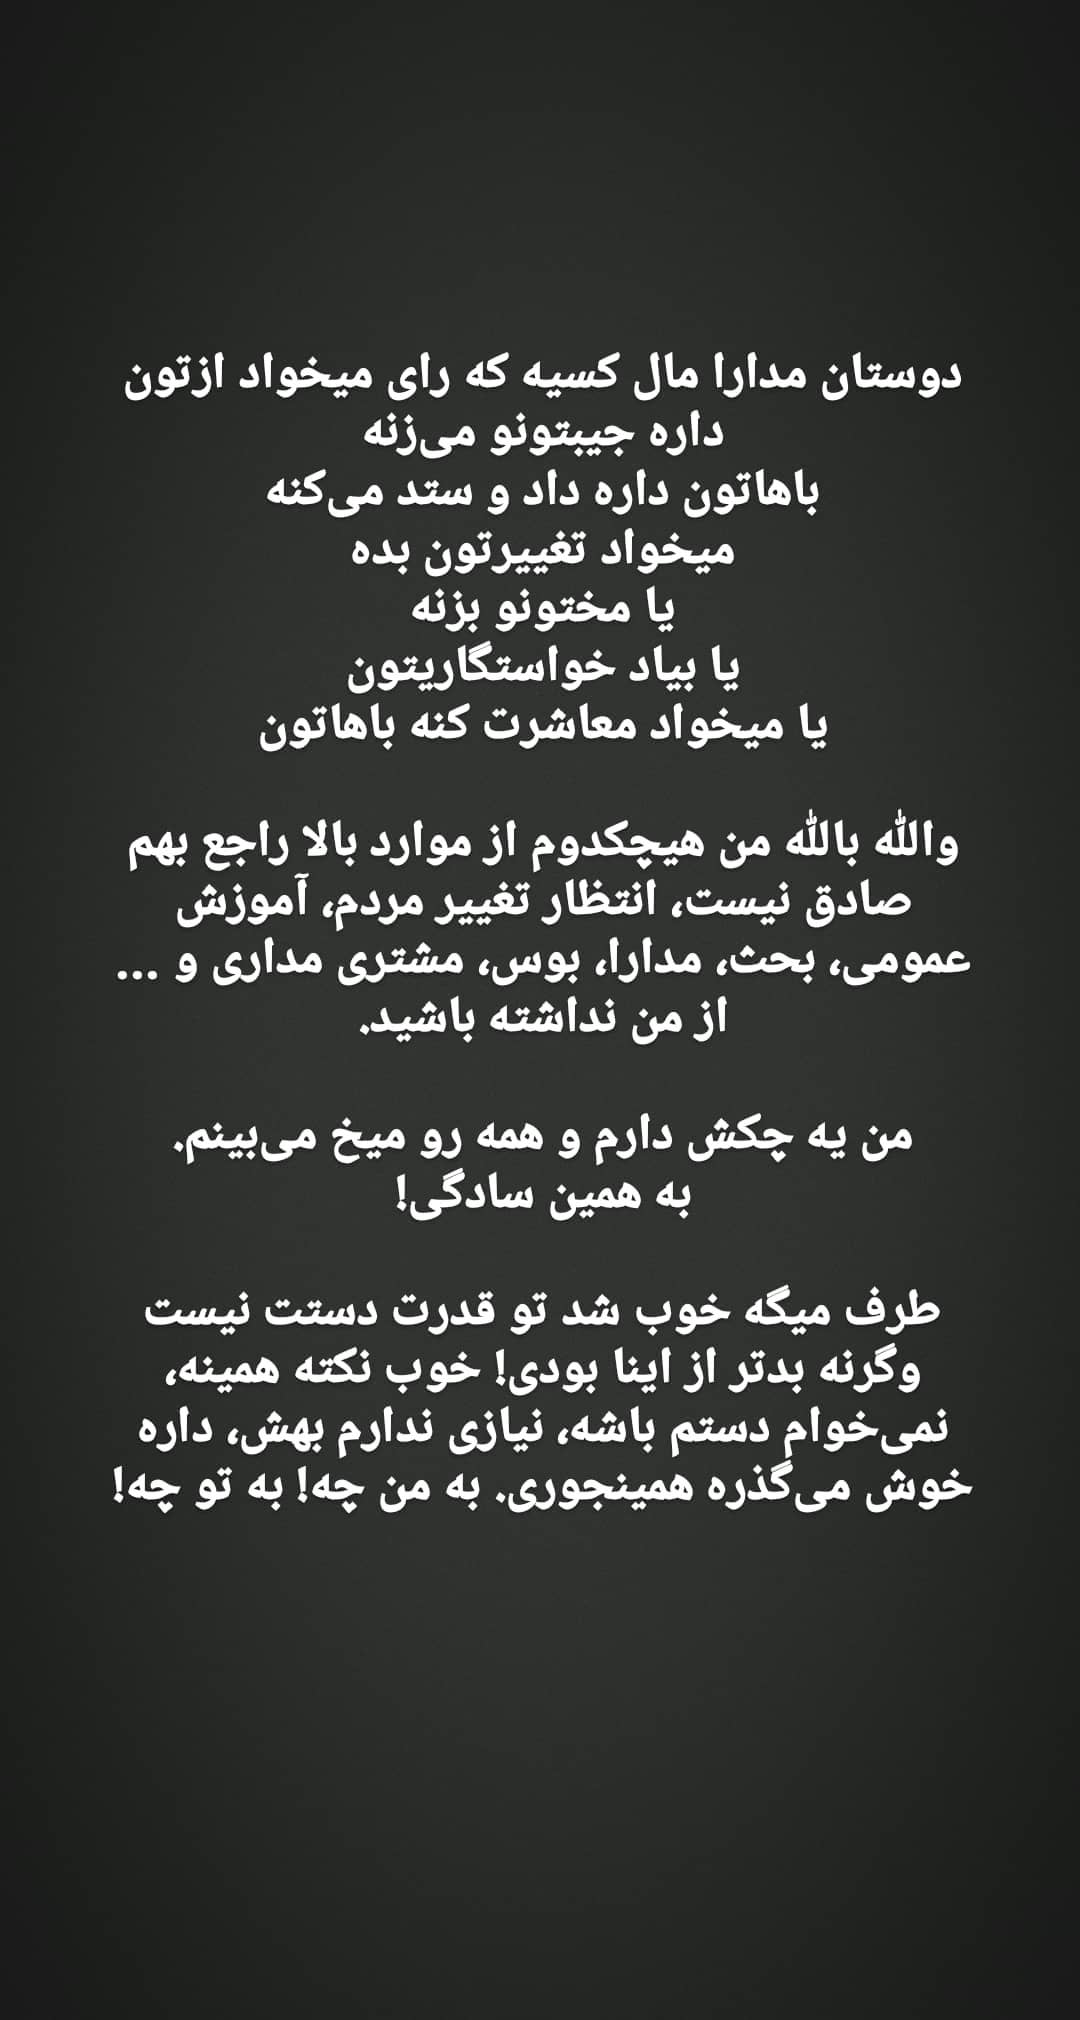 دوستان مدارا مال کسیه که رای میخواد ازتون
داره جیبتونو می‌زنه
باهاتون داره داد و ستد می‌کنه
میخواد تغییرتون بده
یا مختونو بزنه
یا بیاد خواستگاریتون
یا میخواد معاشرت کنه باهاتون
والله بالله من هیچکدوم از موارد بالا راجع بهم
صادق نیست، انتظار تغییر مردم، آموزش
عمومی، بحث، مدارا، بوس، مشتری مداری و ...
از من نداشته باشید.
من یه چکش دارم و همه رو میخ می‌بینم.
به همین سادگی!
طرف میگه خوب شد تو قدرت دستت نیست
وگرنه بدتر از اینا بودی! خوب نکته همینه،
نمی‌خوام دستم باشه، نیازی ندارم بهش، داره
خوش می‌گذره همینجوری. به من چه! به تو چه!